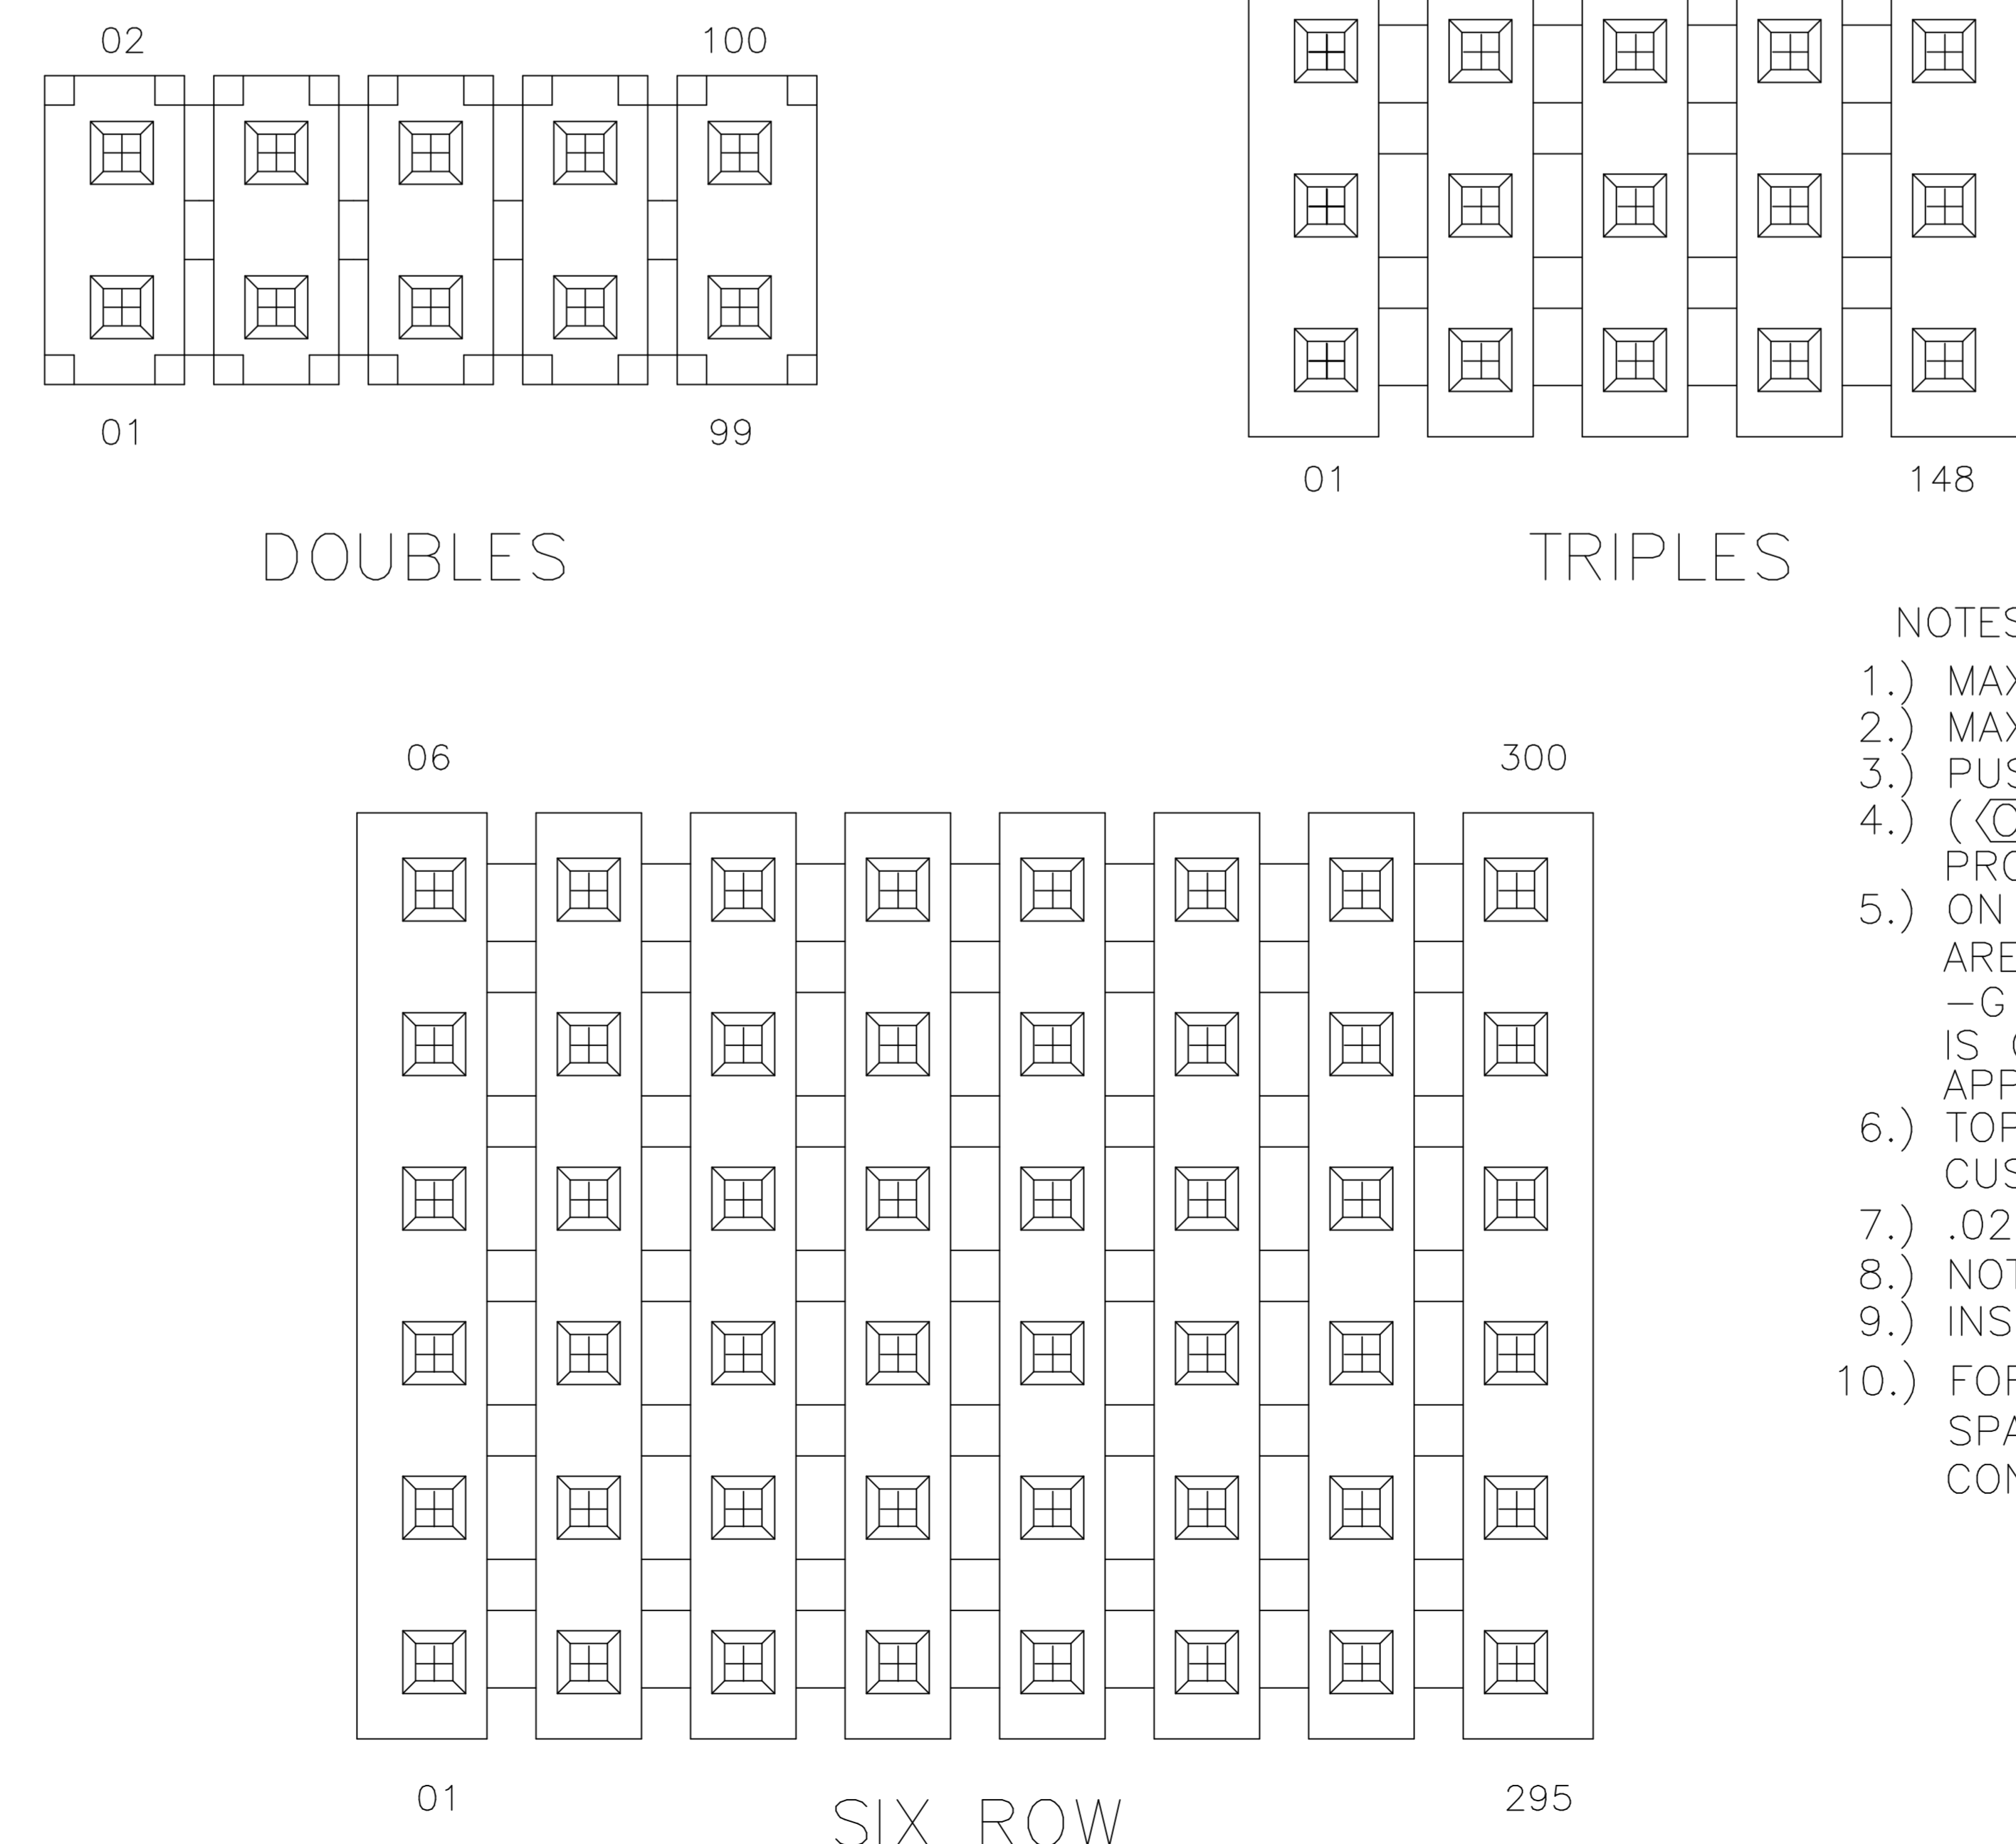 02 100
01 99
DOUBLES
01 148
TRIPLES
06 300
01 295
SIX ROW
NOTES
1.) MAX
2.) MAX
3.) PUS
4.) (
PRO
5.) ON
ARE
-G
IS
APP
6.) TOP
CUS
7.) .02
8.) NOT
9.) INS
10.) FOR
SPA
CON